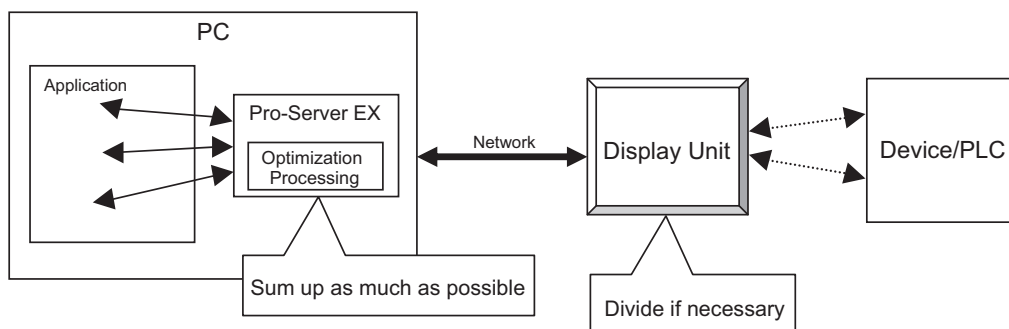 PC
Application
Pro-Server EX
Optimization
Processing
Sum up as much as possible
Network
Display Unit
Divide if necessary
Device/PLC